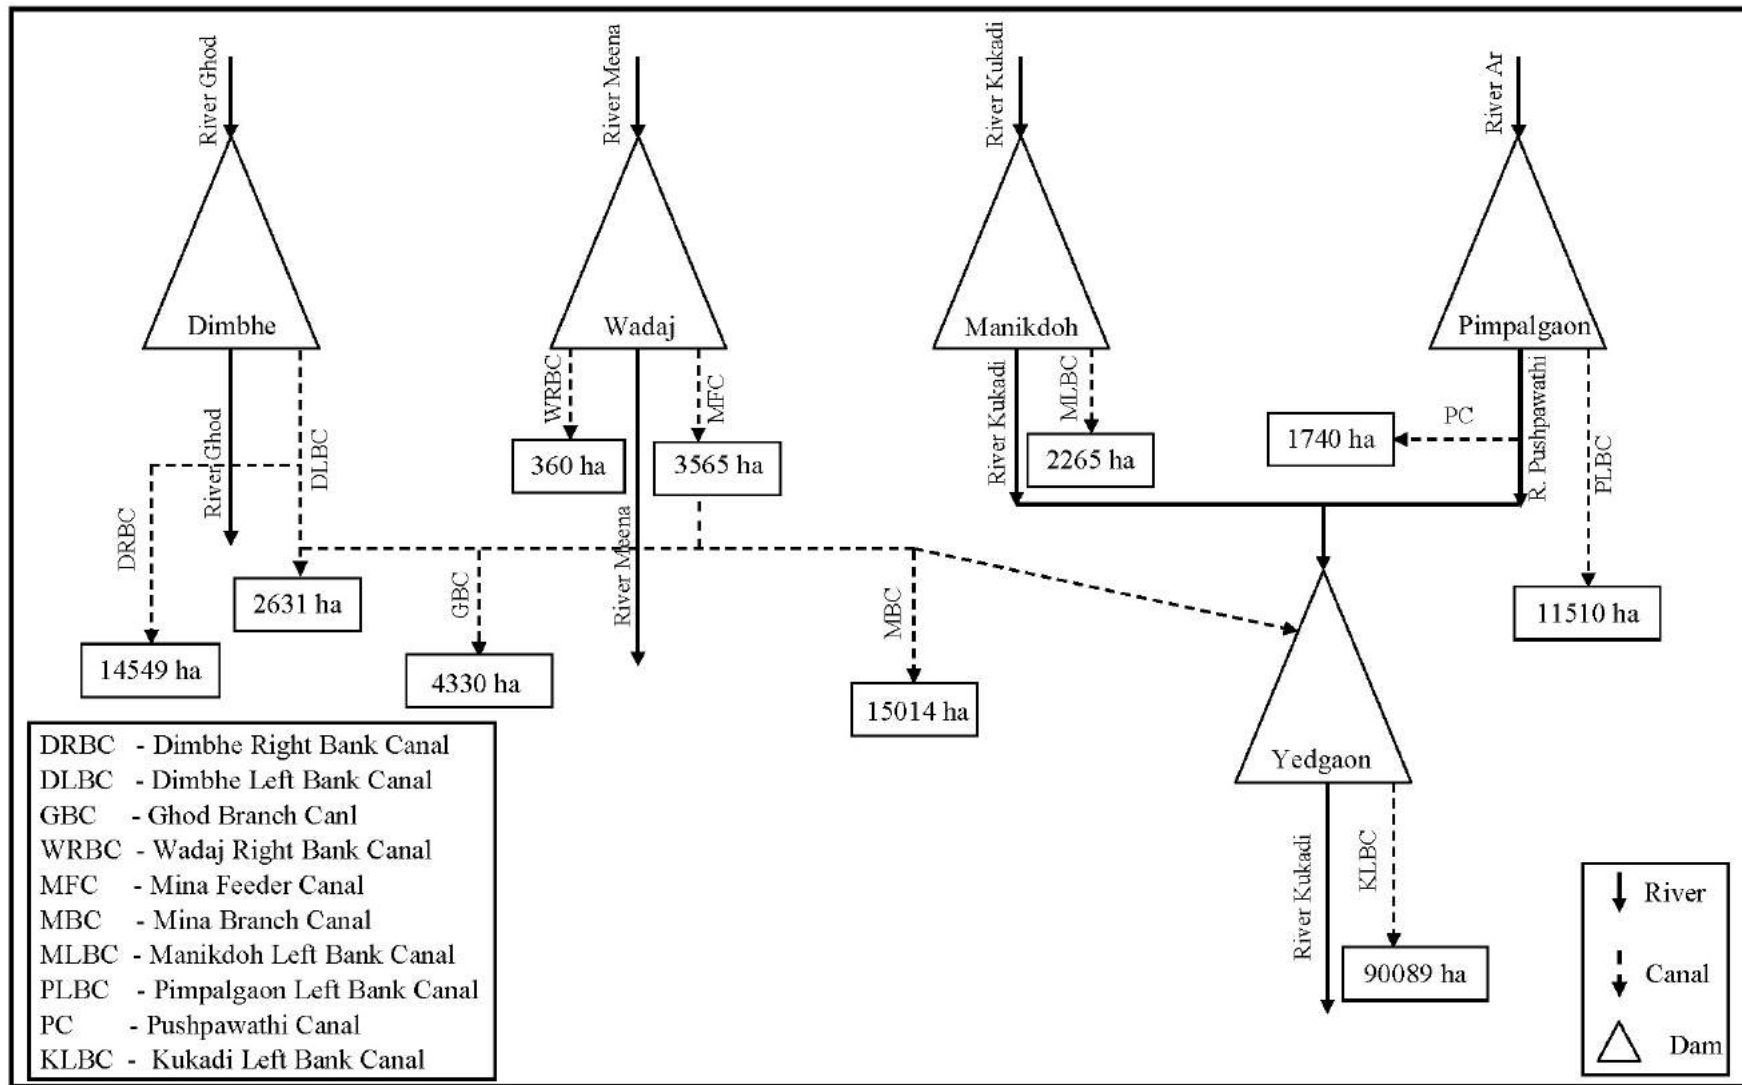 River Ghod
River Meena
River Kukadi
River Ar
Dimbhe
Wadaj
Manikdoh
Pimpalgaon
River Ghod
DLBC
WRBC
MFC
River Kukadi
MLBC
PC
R. Pushpawathi
PLBC
1740 ha
360 ha
3565 ha
2265 ha
DRBC
River Meena
GBC
MBC
2631 ha
11510 ha
14549 ha
4330 ha
15014 ha
Yedgaon
River Kukadi
KLBC
90089 ha
DRBC - Dimbhe Right Bank Canal
DLBC - Dimbhe Left Bank Canal
GBC - Ghod Branch Canl
WRBC - Wadaj Right Bank Canal
MFC - Mina Feeder Canal
MBC - Mina Branch Canal
MLBC - Manikdoh Left Bank Canal
PLBC - Pimpalgaon Left Bank Canal
PC - Pushpawathi Canal
KLBC - Kukadi Left Bank Canal
River
Canal
Dam